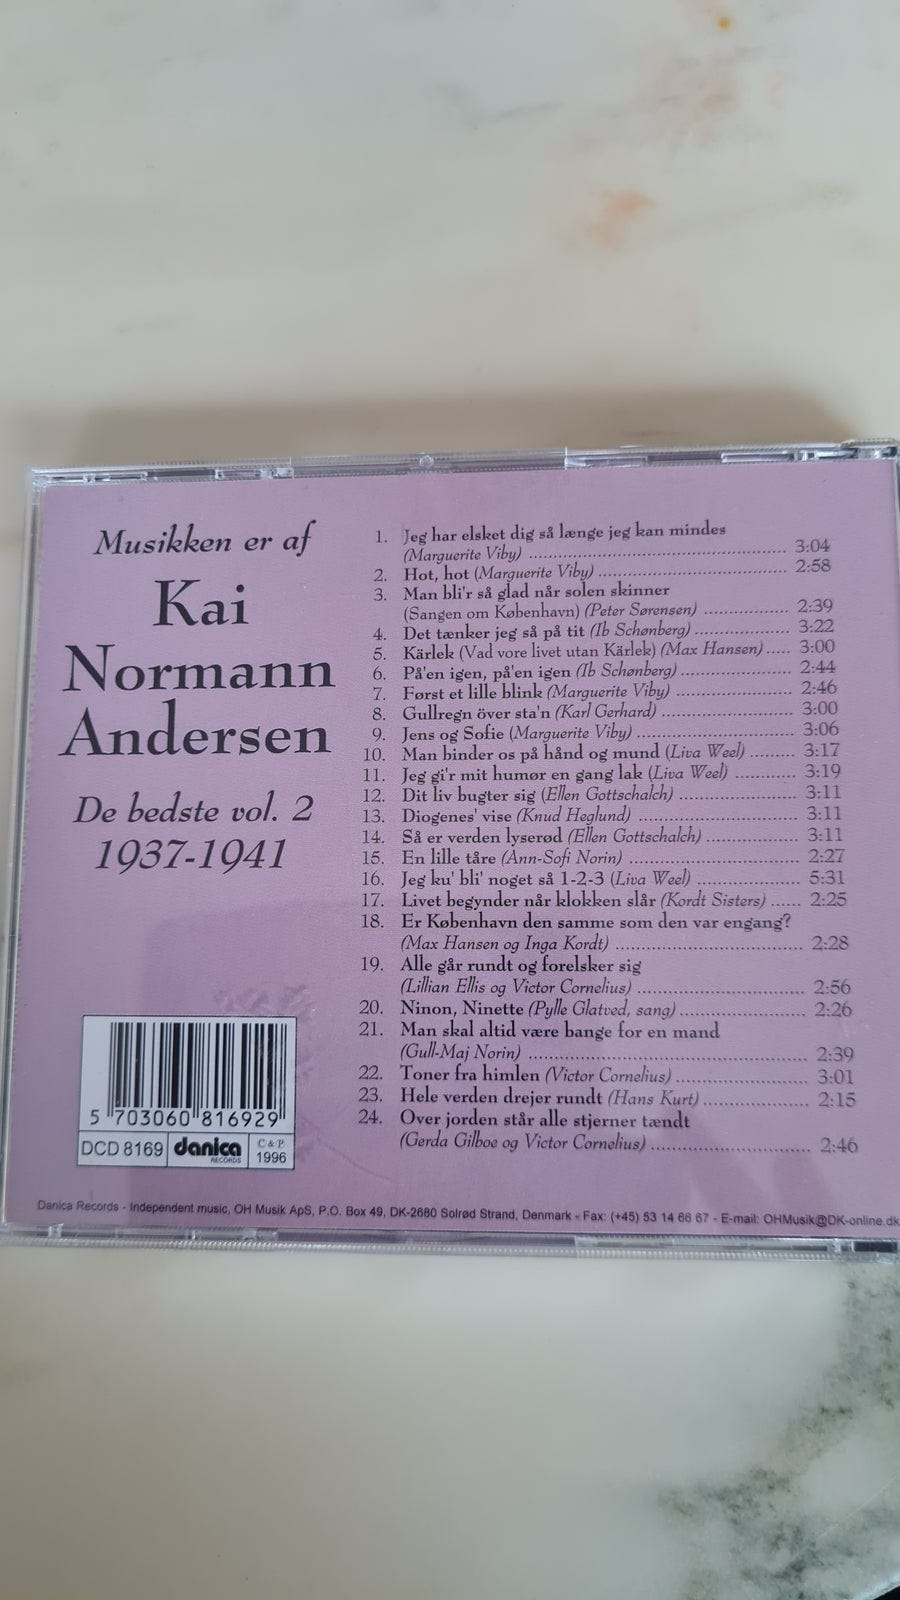 Musikken er af
Kai
Normann
Andersen
De bedste vol. 2
1937-1941
1. Jeg har elsket dig så længe jeg kan mindes
(Marguerite Viby) ........ 3:04
2. Hot, hot (Marguerite Viby) ........ 2:58
3. Man bli'r så glad når solen skinner
(Sangen om København) (Peter Sørensen) ........ 2:39
4. Det tænker jeg så på tit (Ib Schønberg) ........ 3:22
5. Kärlek (Vad vore livet utan Kärlek) (Max Hansen) ..... 3:00
6. På'en igen, på'en igen (Ib Schønberg) ........ 2:44
7. Først et lille blink (Marguerite Viby) ........ 2:46
8. Gullregn över sta'n (Karl Gerhard) ........ 3:00
9. Jens og Sofie (Marguerite Viby) ........ 3:06
10. Man binder os på hånd og mund (Liva Weel) ........ 3:17
11. Jeg gi'r mit humør en gang lak (Liva Weel) ........ 3:19
12. Dit liv bugter sig (Ellen Gottschalch) ........ 3:11
13. Diogenes' vise (Knud Heglund) ........ 3:11
14. Så er verden lyserød (Ellen Gottschalch) ........ 3:11
15. En lille tåre (Ann-Sofi Norin) ........ 2:27
16. Jeg ku' bli' noget så 1-2-3 (Liva Weel) ........ 5:31
17. Livet begynder når klokken slår (Kordt Sisters) ...... 2:25
18. Er København den samme som den var engang?
(Max Hansen og Inga Kordt) ........ 2:28
19. Alle går rundt og forelsker sig
(Lillian Ellis og Victor Cornelius) ........ 2:56
20. Ninon, Ninette (Pylle Glatved, sang) ........ 2:26
21. Man skal altid være bange for en mand
(Gull-Maj Norin) ........ 2:39
22. Toner fra himlen (Victor Cornelius) ........ 3:01
23. Hele verden drejer rundt (Hans Kurt) ........ 2:15
24. Over jorden står alle stjerner tændt
(Gerda Gilboe og Victor Cornelius) ........ 2:46
5 703060 816929
DCD 8169 danica RECORDS C & P 1996
Danica Records - Independent music, OH Musik ApS, P.O. Box 49, DK-2680 Solrød Strand, Denmark - Fax: (+45) 53 14 66 67 - E-mail: OHMusik@DK-online.dk